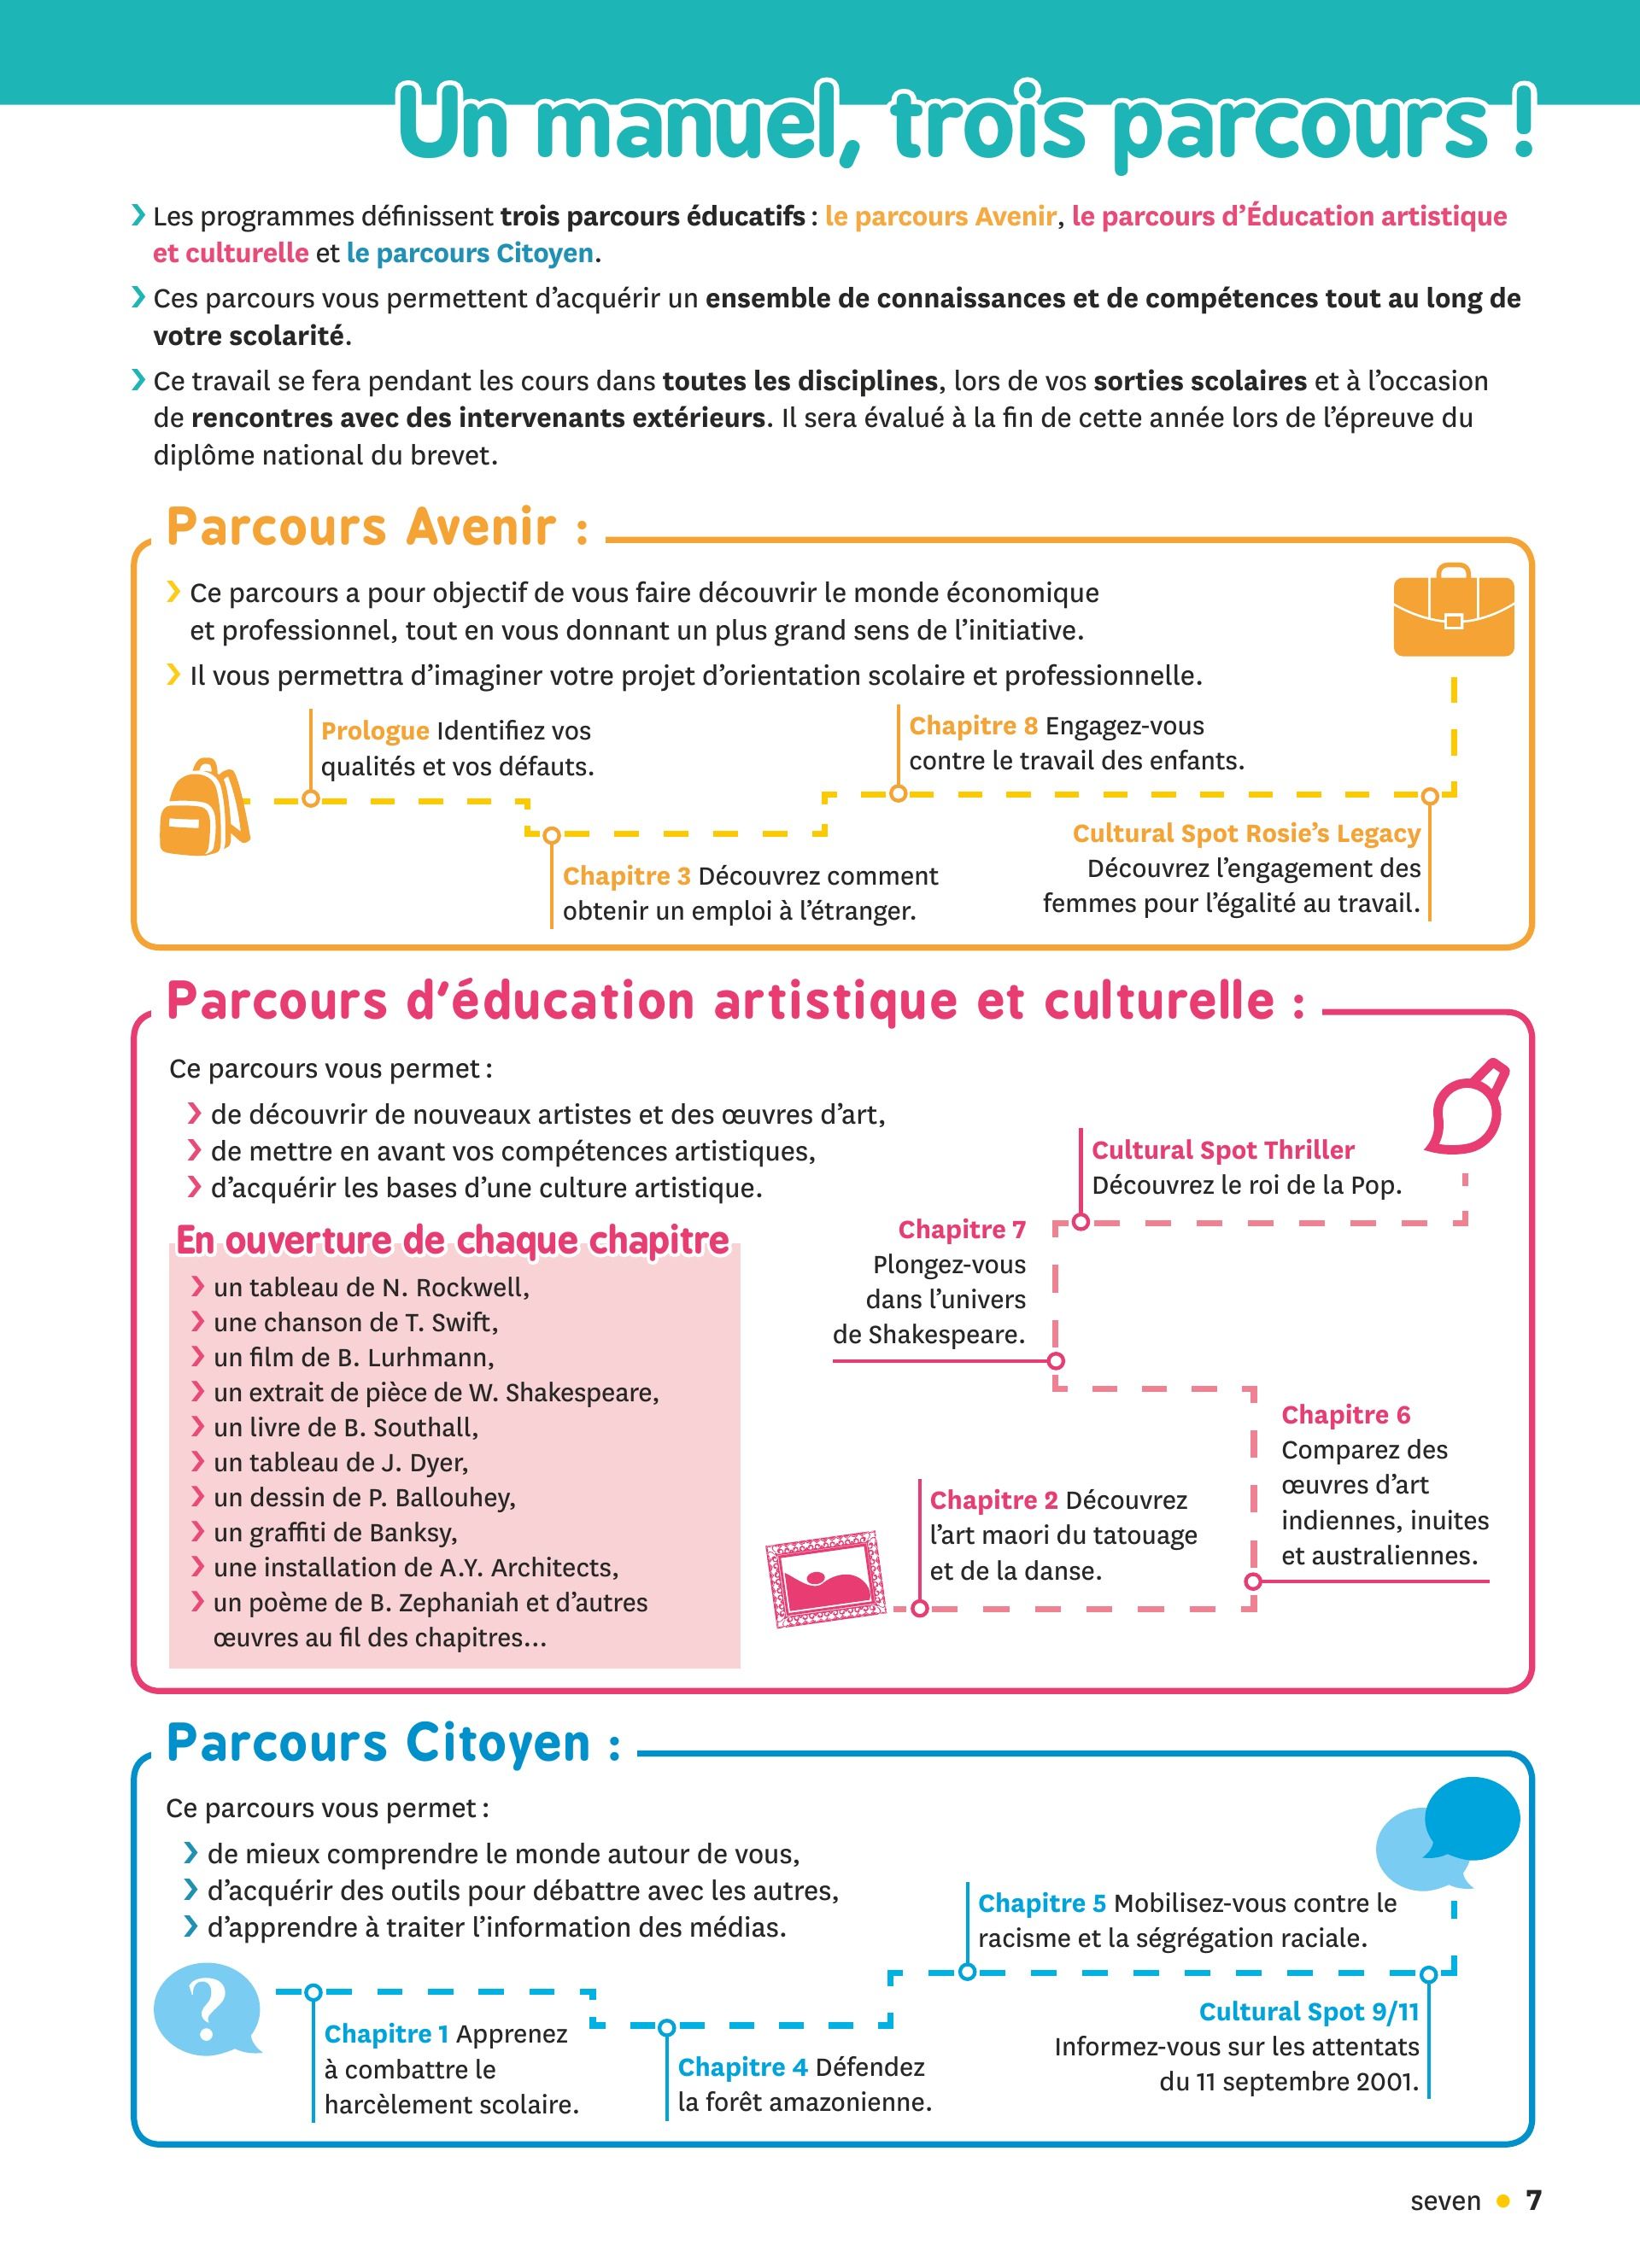 Un manuel, trois parcours !
› Les programmes définissent trois parcours éducatifs : le parcours Avenir, le parcours d’Éducation artistique
et culturelle et le parcours Citoyen.
› Ces parcours vous permettent d’acquérir un ensemble de connaissances et de compétences tout au long de
votre scolarité.
› Ce travail se fera pendant les cours dans toutes les disciplines, lors de vos sorties scolaires et à l’occasion
de rencontres avec des intervenants extérieurs. Il sera évalué à la fin de cette année lors de l’épreuve du
diplôme national du brevet.
Parcours Avenir :
› Ce parcours a pour objectif de vous faire découvrir le monde économique
et professionnel, tout en vous donnant un plus grand sens de l’initiative.
› Il vous permettra d’imaginer votre projet d’orientation scolaire et professionnelle.
Prologue Identifiez vos
qualités et vos défauts.
Chapitre 3 Découvrez comment
obtenir un emploi à l’étranger.
Chapitre 8 Engagez-vous
contre le travail des enfants.
Cultural Spot Rosie’s Legacy
Découvrez l’engagement des
femmes pour l’égalité au travail.
Parcours d’éducation artistique et culturelle :
Ce parcours vous permet :
› de découvrir de nouveaux artistes et des œuvres d’art,
› de mettre en avant vos compétences artistiques,
› d’acquérir les bases d’une culture artistique.
En ouverture de chaque chapitre
› un tableau de N. Rockwell,
› une chanson de T. Swift,
› un film de B. Lurhmann,
› un extrait de pièce de W. Shakespeare,
› un livre de B. Southall,
› un tableau de J. Dyer,
› un dessin de P. Ballouhey,
› un graffiti de Banksy,
› une installation de A.Y. Architects,
› un poème de B. Zephaniah et d’autres
œuvres au fil des chapitres...
Cultural Spot Thriller
Découvrez le roi de la Pop.
Chapitre 7
Plongez-vous
dans l’univers
de Shakespeare.
Chapitre 6
Comparez des
œuvres d’art
indiennes, inuites
et australiennes.
Chapitre 2 Découvrez
l’art maori du tatouage
et de la danse.
Parcours Citoyen :
Ce parcours vous permet :
› de mieux comprendre le monde autour de vous,
› d’acquérir des outils pour débattre avec les autres,
› d’apprendre à traiter l’information des médias.
?
Chapitre 1 Apprenez
à combattre le
harcèlement scolaire.
Chapitre 4 Défendez
la forêt amazonienne.
Chapitre 5 Mobilisez-vous contre le
racisme et la ségrégation raciale.
Cultural Spot 9/11
Informez-vous sur les attentats
du 11 septembre 2001.
seven • 7